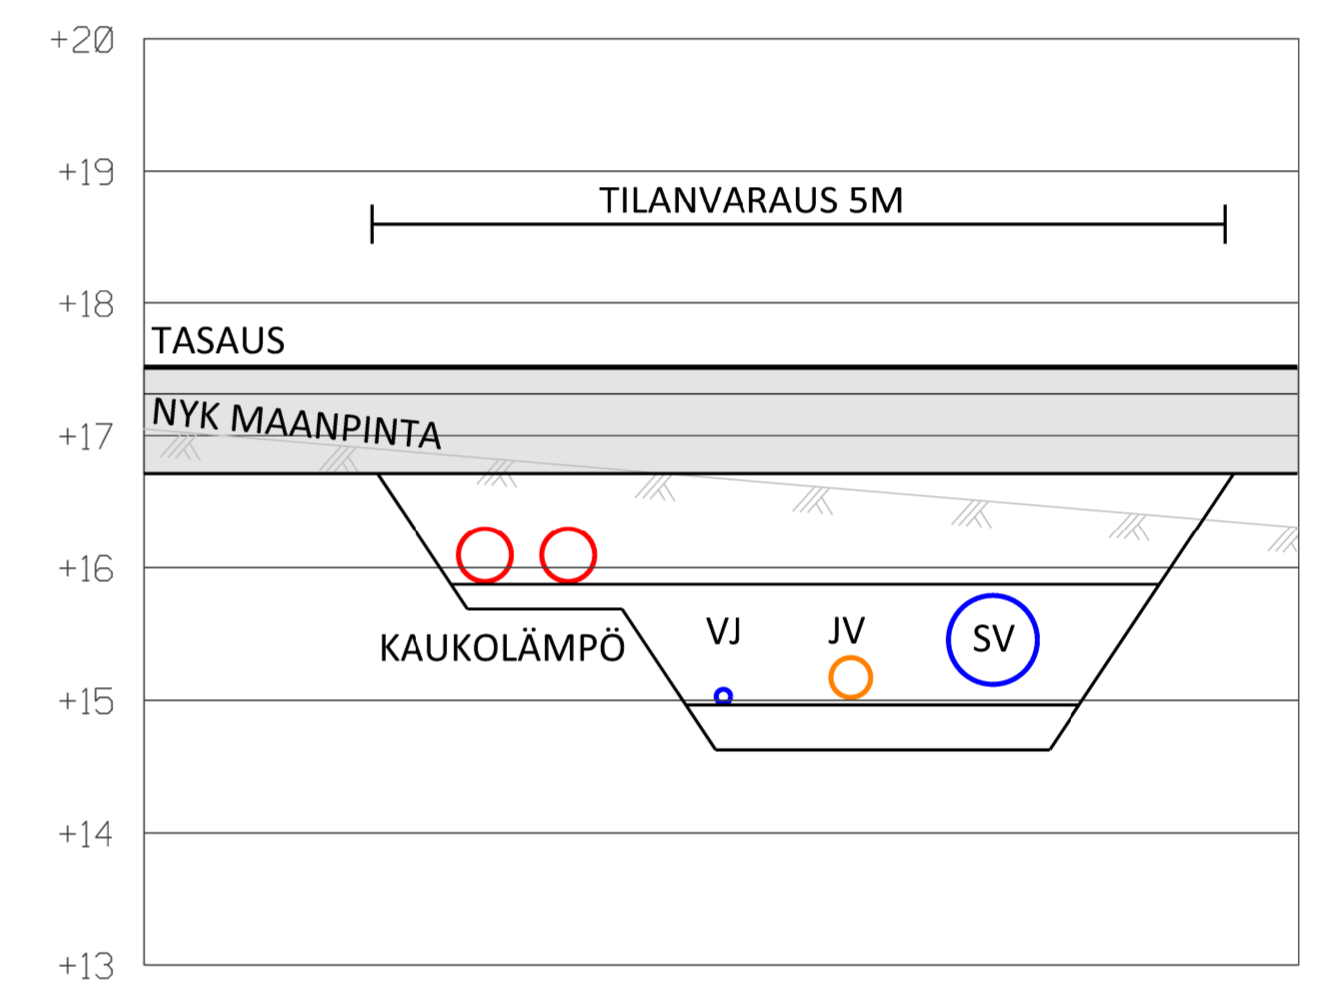 +20
+19
TILANVARAUS 5M
+18
TASAUS
NYK MAANPINTA
+17
+16
KAUKOLÄMPÖ
VJ
JV
SV
+15
+14
+13